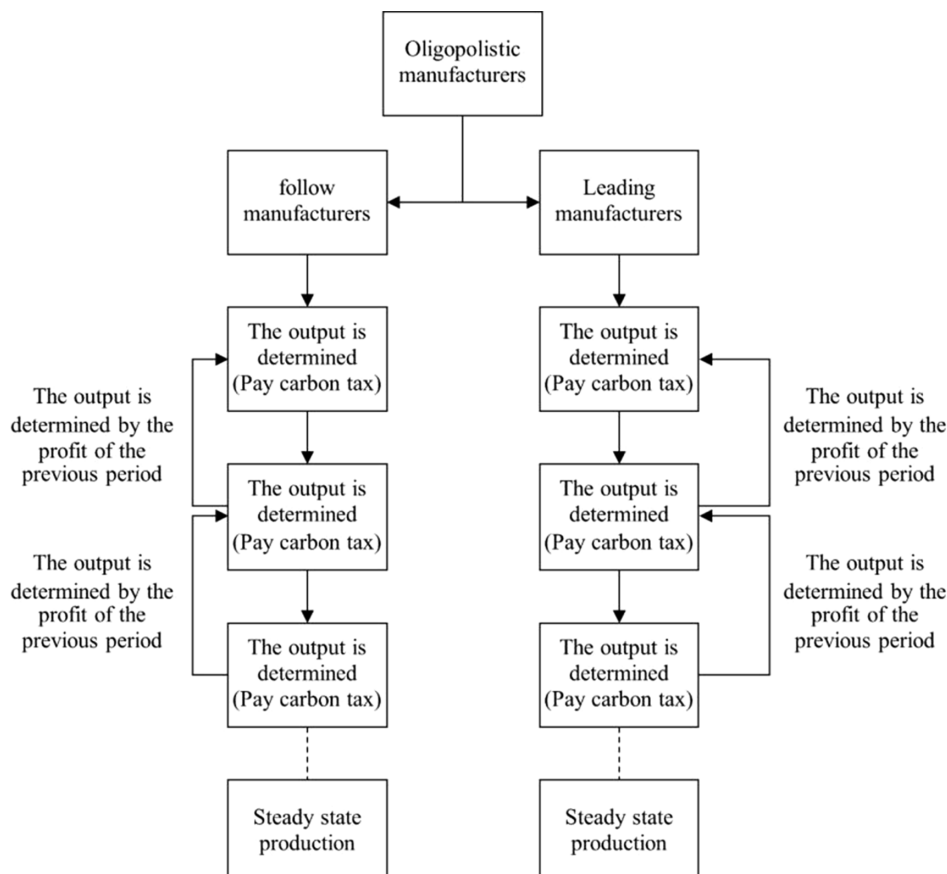 Oligopolistic
manufacturers
follow
manufacturers
Leading
manufacturers
The output is
determined
(Pay carbon tax)
The output is
determined
(Pay carbon tax)
The output is
determined by the
profit of the
previous period
The output is
determined by the
profit of the
previous period
The output is
determined
(Pay carbon tax)
The output is
determined
(Pay carbon tax)
The output is
determined by the
profit of the
previous period
The output is
determined by the
profit of the
previous period
The output is
determined
(Pay carbon tax)
The output is
determined
(Pay carbon tax)
Steady state
production
Steady state
production